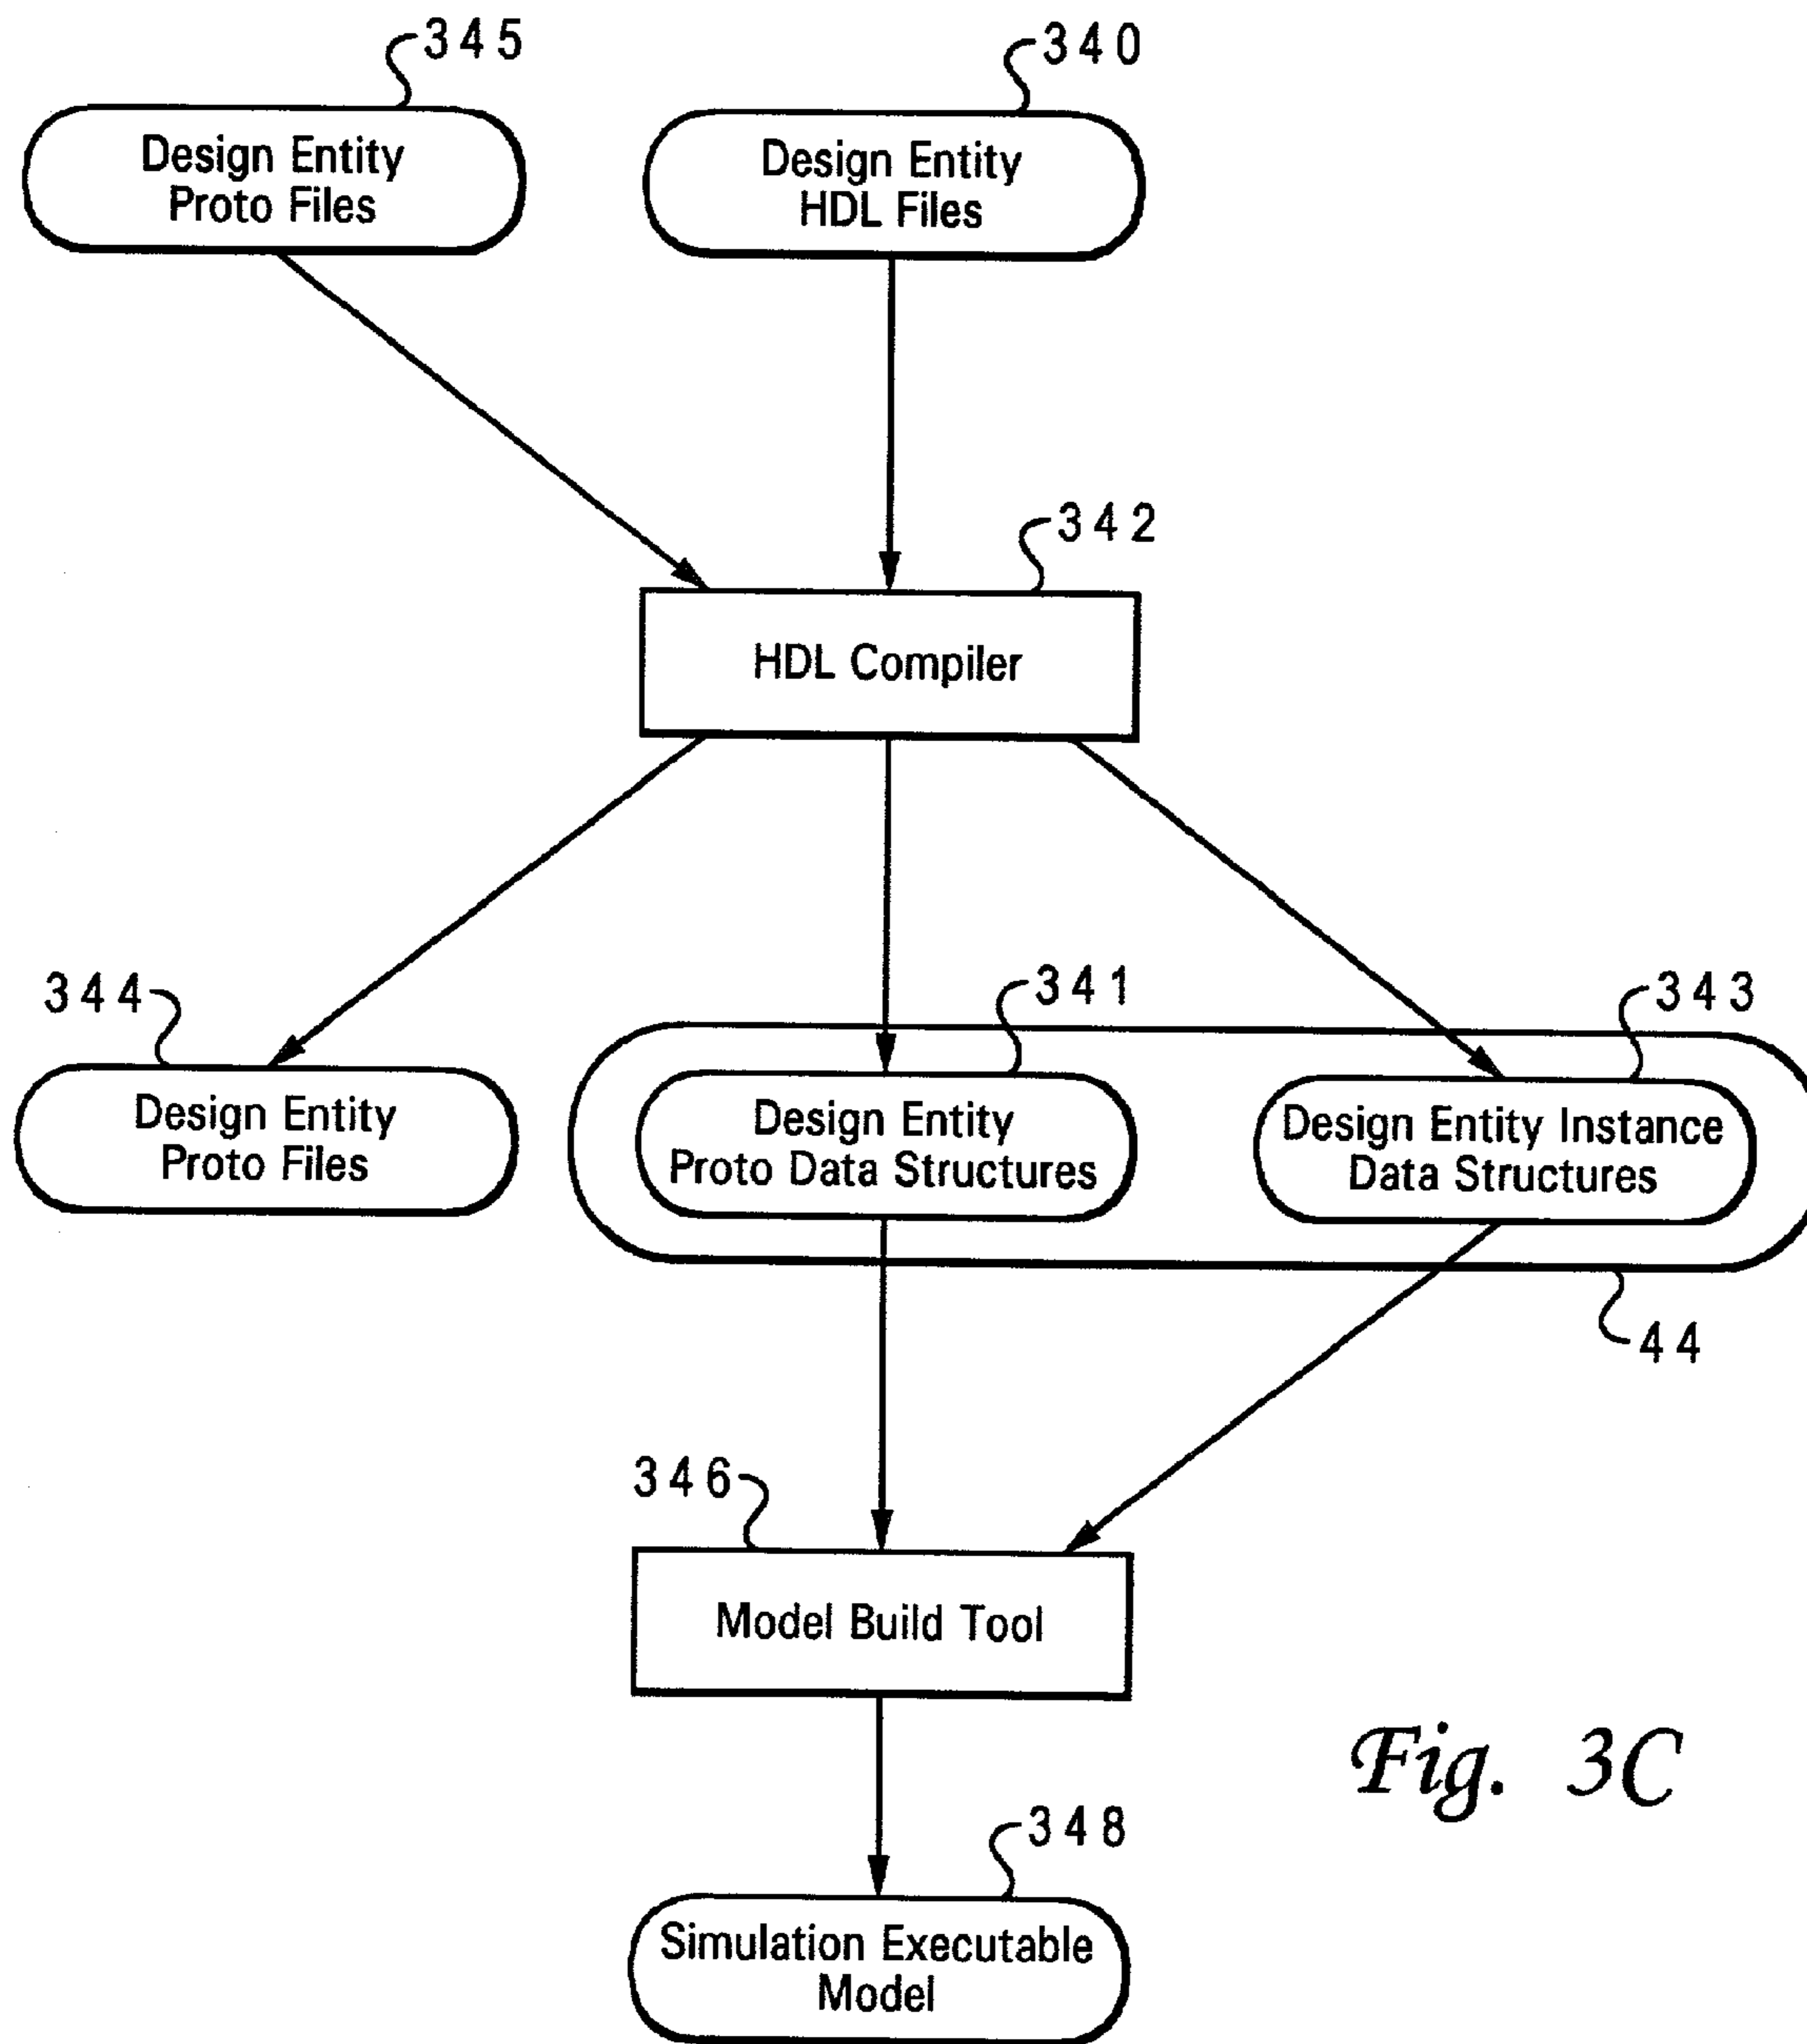 345
340
Design Entity
Proto Files
Design Entity
HDL Files
342
HDL Compiler
344
341
343
Design Entity
Proto Files
Design Entity
Proto Data Structures
Design Entity Instance
Data Structures
44
346
Model Build Tool
Fig. 3C
348
Simulation Executable
Model